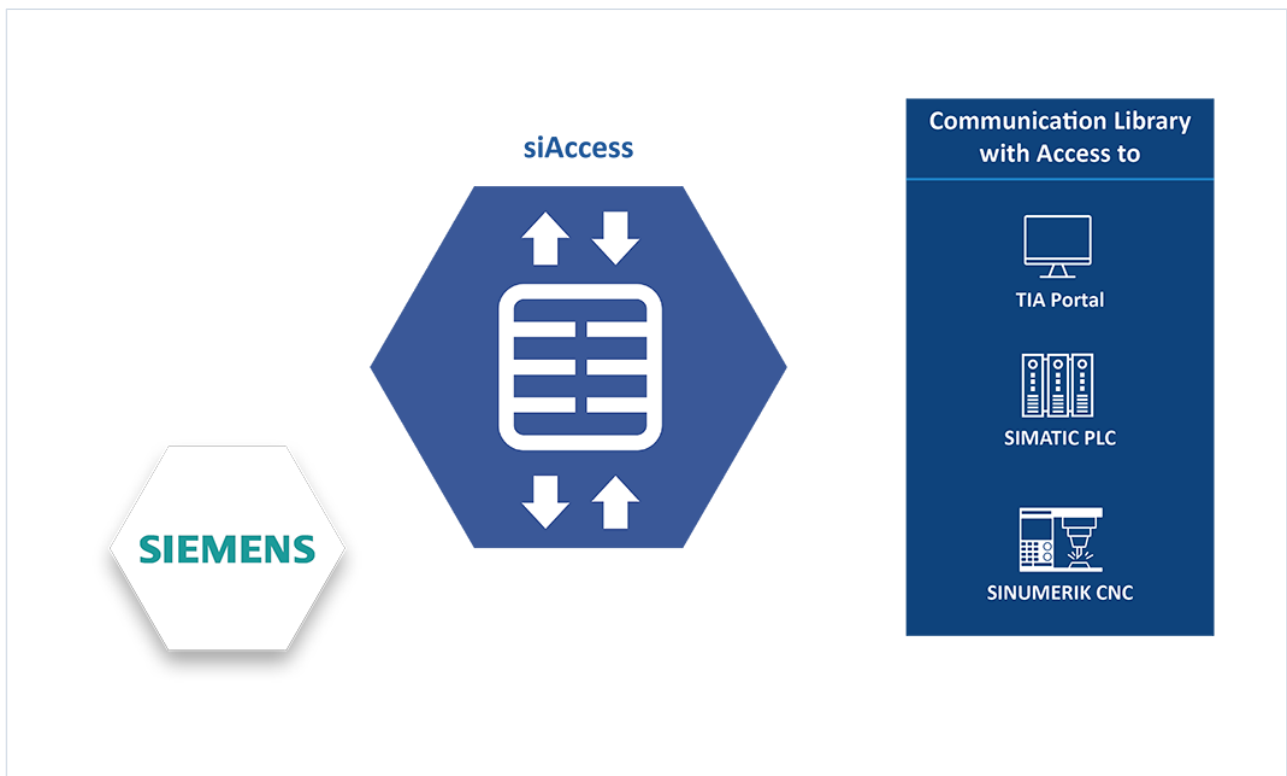 siAccess
SIEMENS
Communication Library
with Access to
TIA Portal
SIMATIC PLC
SINUMERIK CNC